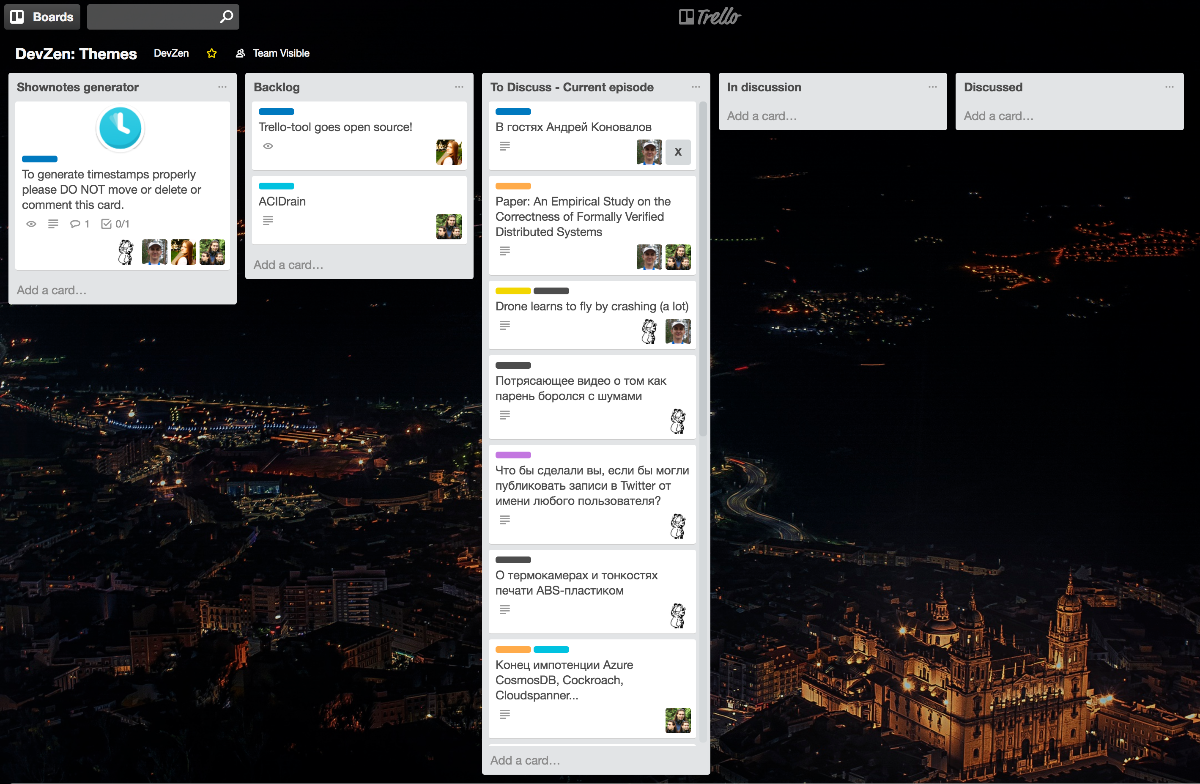 Boards
Trello
DevZen: Themes
DevZen
Team Visible
Shownotes generator
To generate timestamps properly
please DO NOT move or delete or
comment this card.
1
0/1
Add a card…
Backlog
Trello-tool goes open source!
ACIDrain
Add a card…
To Discuss - Current episode
В гостях Андрей Коновалов
X
Paper: An Empirical Study on the
Correctness of Formally Verified
Distributed Systems
Drone learns to fly by crashing (a lot)
Потрясающее видео о том как
парень боролся с шумами
Что бы сделали вы, если бы могли
публиковать записи в Twitter от
имени любого пользователя?
О термокамерах и тонкостях
печати ABS-пластиком
Конец импотенции Azure
CosmosDB, Cockroach,
Cloudspanner...
Add a card…
In discussion
Add a card…
Discussed
Add a card…